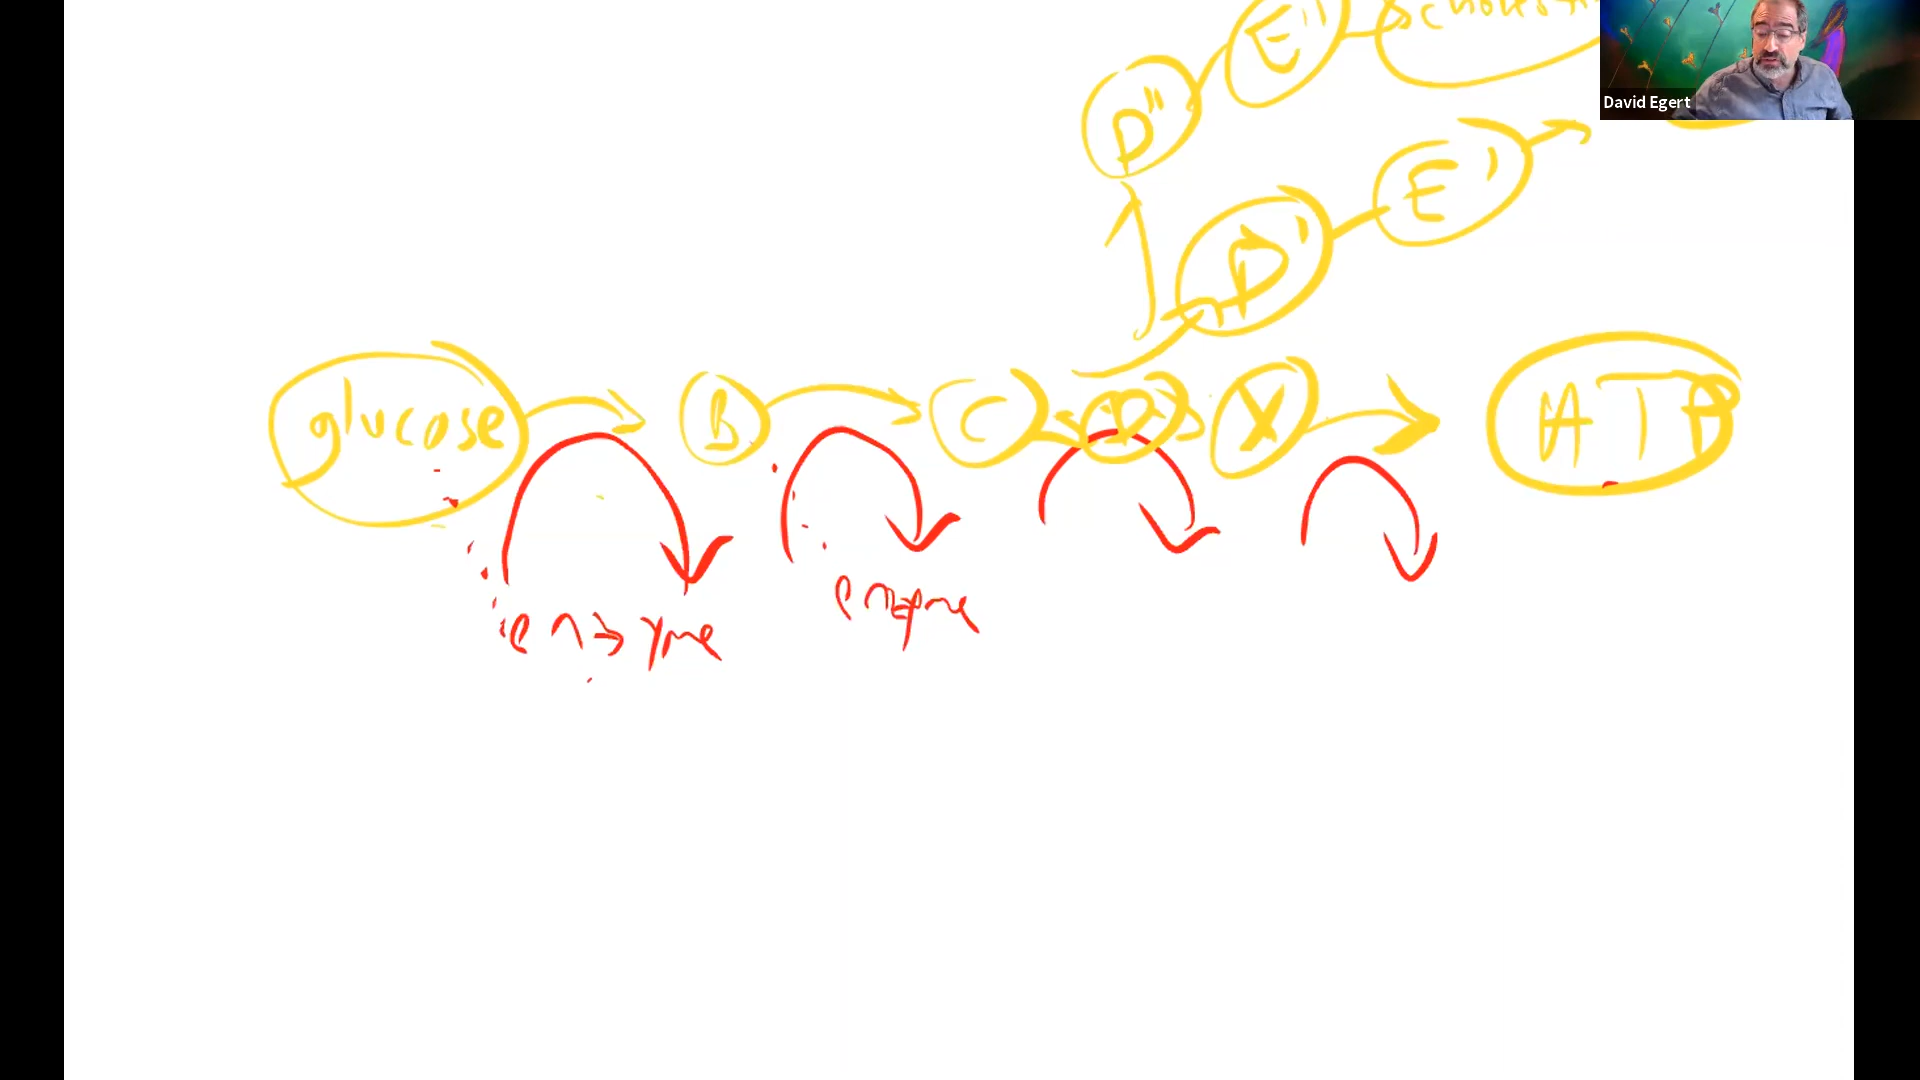 E"
D"
David Egert
E'
D'
glucose
B
C
D
X
ATP
enzyme
enzyme